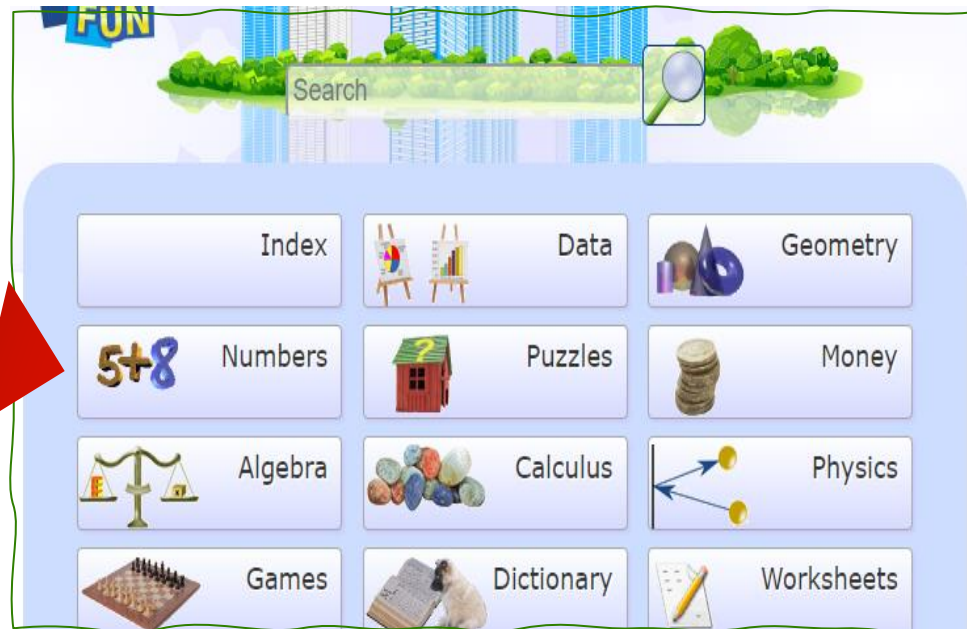 FUN
Search
Index
Data
Geometry
5+8
Numbers
?
Puzzles
Money
Algebra
Calculus
Physics
Games
Dictionary
Worksheets